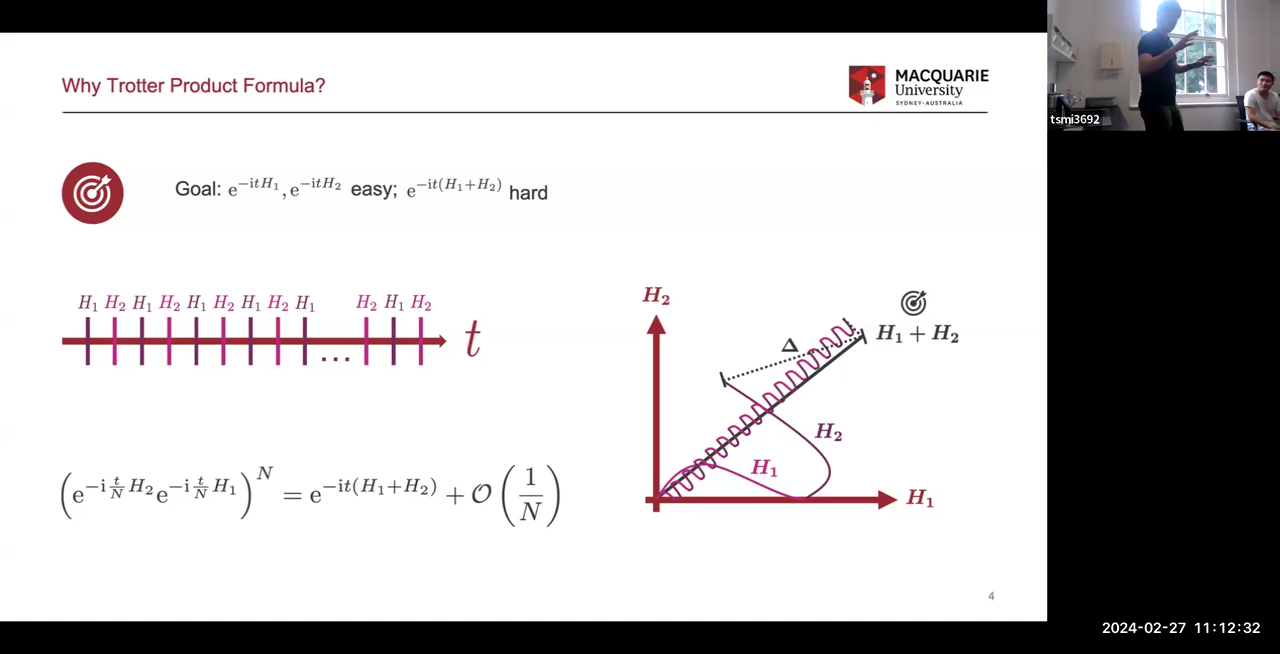 Why Trotter Product Formula?
MACQUARIE
University
SYDNEY·AUSTRALIA
tsmi3692
Goal: e^{-itH_1}, e^{-itH_2} easy; e^{-it(H_1+H_2)} hard
H_1 H_2 H_1 H_2 H_1 H_2 H_1 H_2 H_1 ... H_2 H_1 H_2
t
H_2
H_1 + H_2
Δ
H_2
H_1
H_1
(e^{-i\frac{t}{N}H_2} e^{-i\frac{t}{N}H_1})^N = e^{-it(H_1+H_2)} + 𝒪(\frac{1}{N})
4
2024-02-27 11:12:32